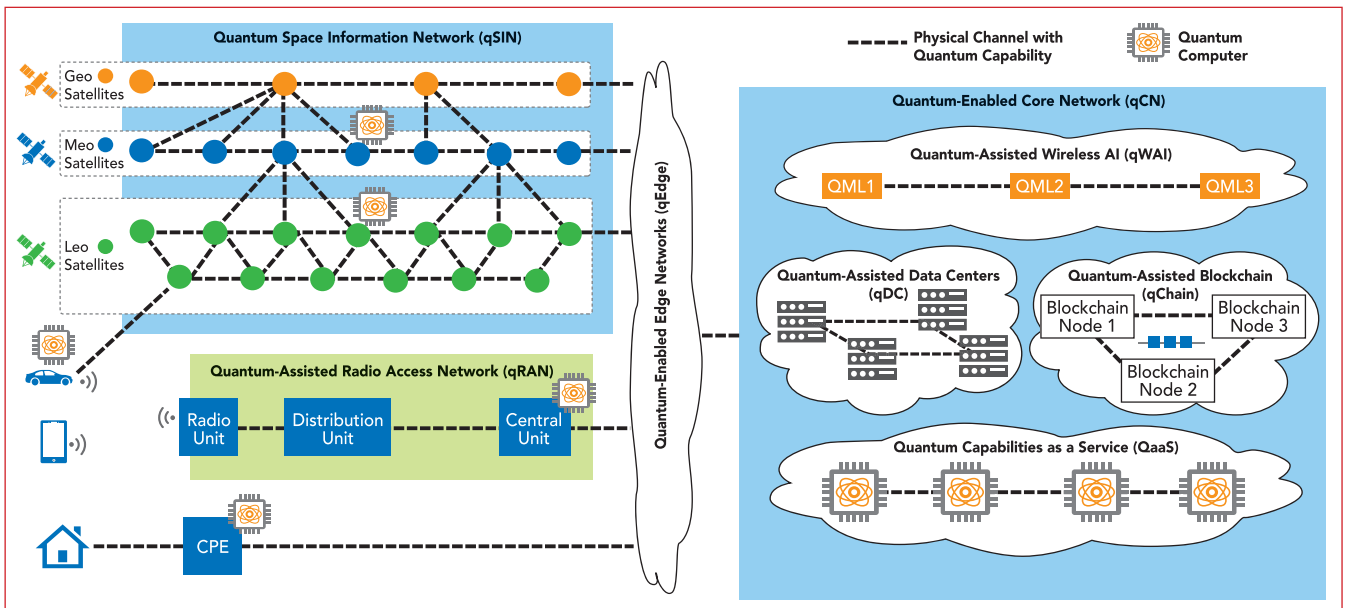 Quantum Space Information Network (qSIN)
Geo
Satellites
Meo
Satellites
Leo
Satellites
Quantum-Assisted Radio Access Network (qRAN)
Radio
Unit
Distribution
Unit
Central
Unit
CPE
Quantum-Enabled Edge Networks (qEdge)
Physical Channel with
Quantum Capability
Quantum
Computer
Quantum-Enabled Core Network (qCN)
Quantum-Assisted Wireless AI (qWAI)
QML1
QML2
QML3
Quantum-Assisted Data Centers
(qDC)
Quantum-Assisted Blockchain
(qChain)
Blockchain
Node 1
Blockchain
Node 3
Blockchain
Node 2
Quantum Capabilities as a Service (QaaS)